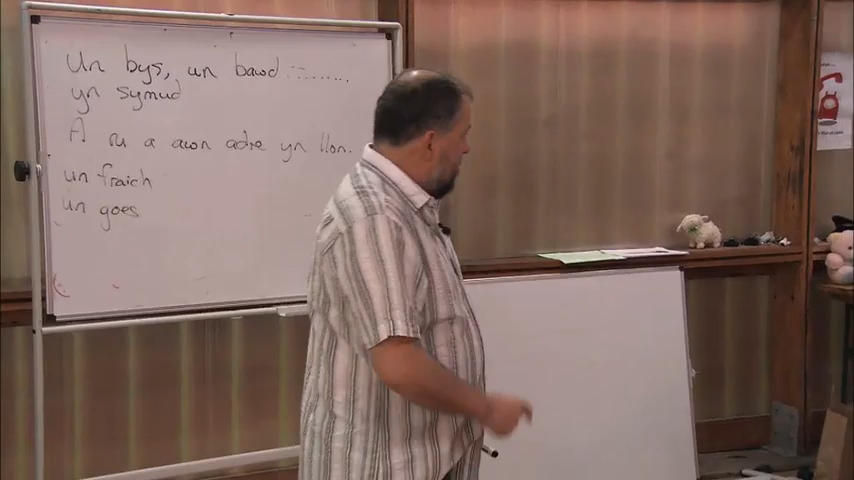 Un bys, un bawd ..........
yn symud
A ni a awn adre yn llon.
un fraich
un goes